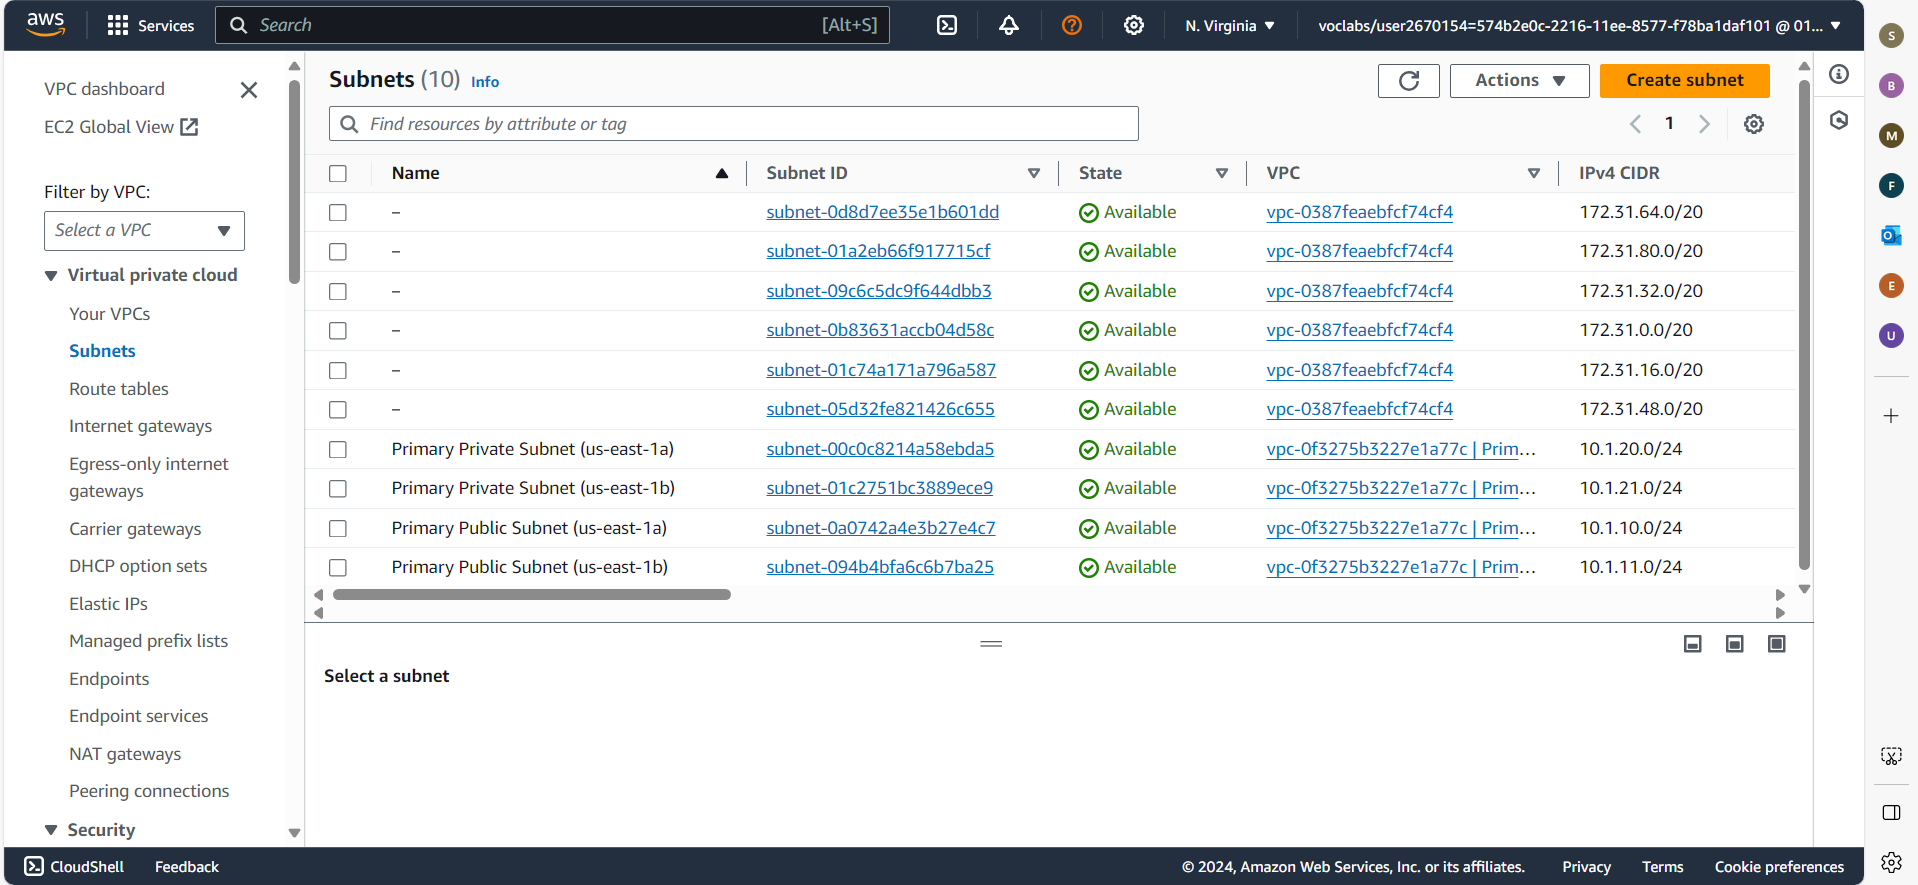 aws
Services
Search
[Alt+S]
N. Virginia
voclabs/user2670154=574b2e0c-2216-11ee-8577-f78ba1daf101 @ 01...
VPC dashboard
EC2 Global View
Filter by VPC:
Select a VPC
Virtual private cloud
Your VPCs
Subnets
Route tables
Internet gateways
Egress-only internet
gateways
Carrier gateways
DHCP option sets
Elastic IPs
Managed prefix lists
Endpoints
Endpoint services
NAT gateways
Peering connections
Security
Subnets (10) Info
Actions
Create subnet
Find resources by attribute or tag
1
Name Subnet ID State VPC IPv4 CIDR
– subnet-0d8d7ee35e1b601dd Available vpc-0387feaebfcf74cf4 172.31.64.0/20
– subnet-01a2eb66f917715cf Available vpc-0387feaebfcf74cf4 172.31.80.0/20
– subnet-09c6c5dc9f644dbb3 Available vpc-0387feaebfcf74cf4 172.31.32.0/20
– subnet-0b83631accb04d58c Available vpc-0387feaebfcf74cf4 172.31.0.0/20
– subnet-01c74a171a796a587 Available vpc-0387feaebfcf74cf4 172.31.16.0/20
– subnet-05d32fe821426c655 Available vpc-0387feaebfcf74cf4 172.31.48.0/20
Primary Private Subnet (us-east-1a) subnet-00c0c8214a58ebda5 Available vpc-0f3275b3227e1a77c | Prim... 10.1.20.0/24
Primary Private Subnet (us-east-1b) subnet-01c2751bc3889ece9 Available vpc-0f3275b3227e1a77c | Prim... 10.1.21.0/24
Primary Public Subnet (us-east-1a) subnet-0a0742a4e3b27e4c7 Available vpc-0f3275b3227e1a77c | Prim... 10.1.10.0/24
Primary Public Subnet (us-east-1b) subnet-094b4bfa6c6b7ba25 Available vpc-0f3275b3227e1a77c | Prim... 10.1.11.0/24
Select a subnet
CloudShell
Feedback
© 2024, Amazon Web Services, Inc. or its affiliates.
Privacy
Terms
Cookie preferences
S
B
M
F
O
E
U